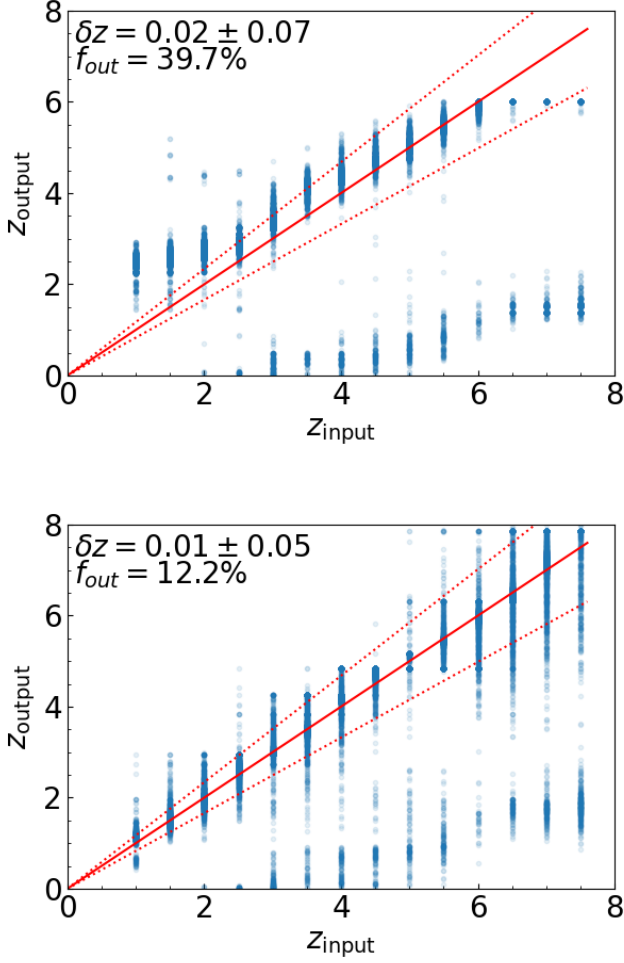 δz = 0.02 ± 0.07
f_out = 39.7%
8
6
4
2
0
z_output
0 2 4 6 8
z_input
δz = 0.01 ± 0.05
f_out = 12.2%
8
6
4
2
0
z_output
0 2 4 6 8
z_input